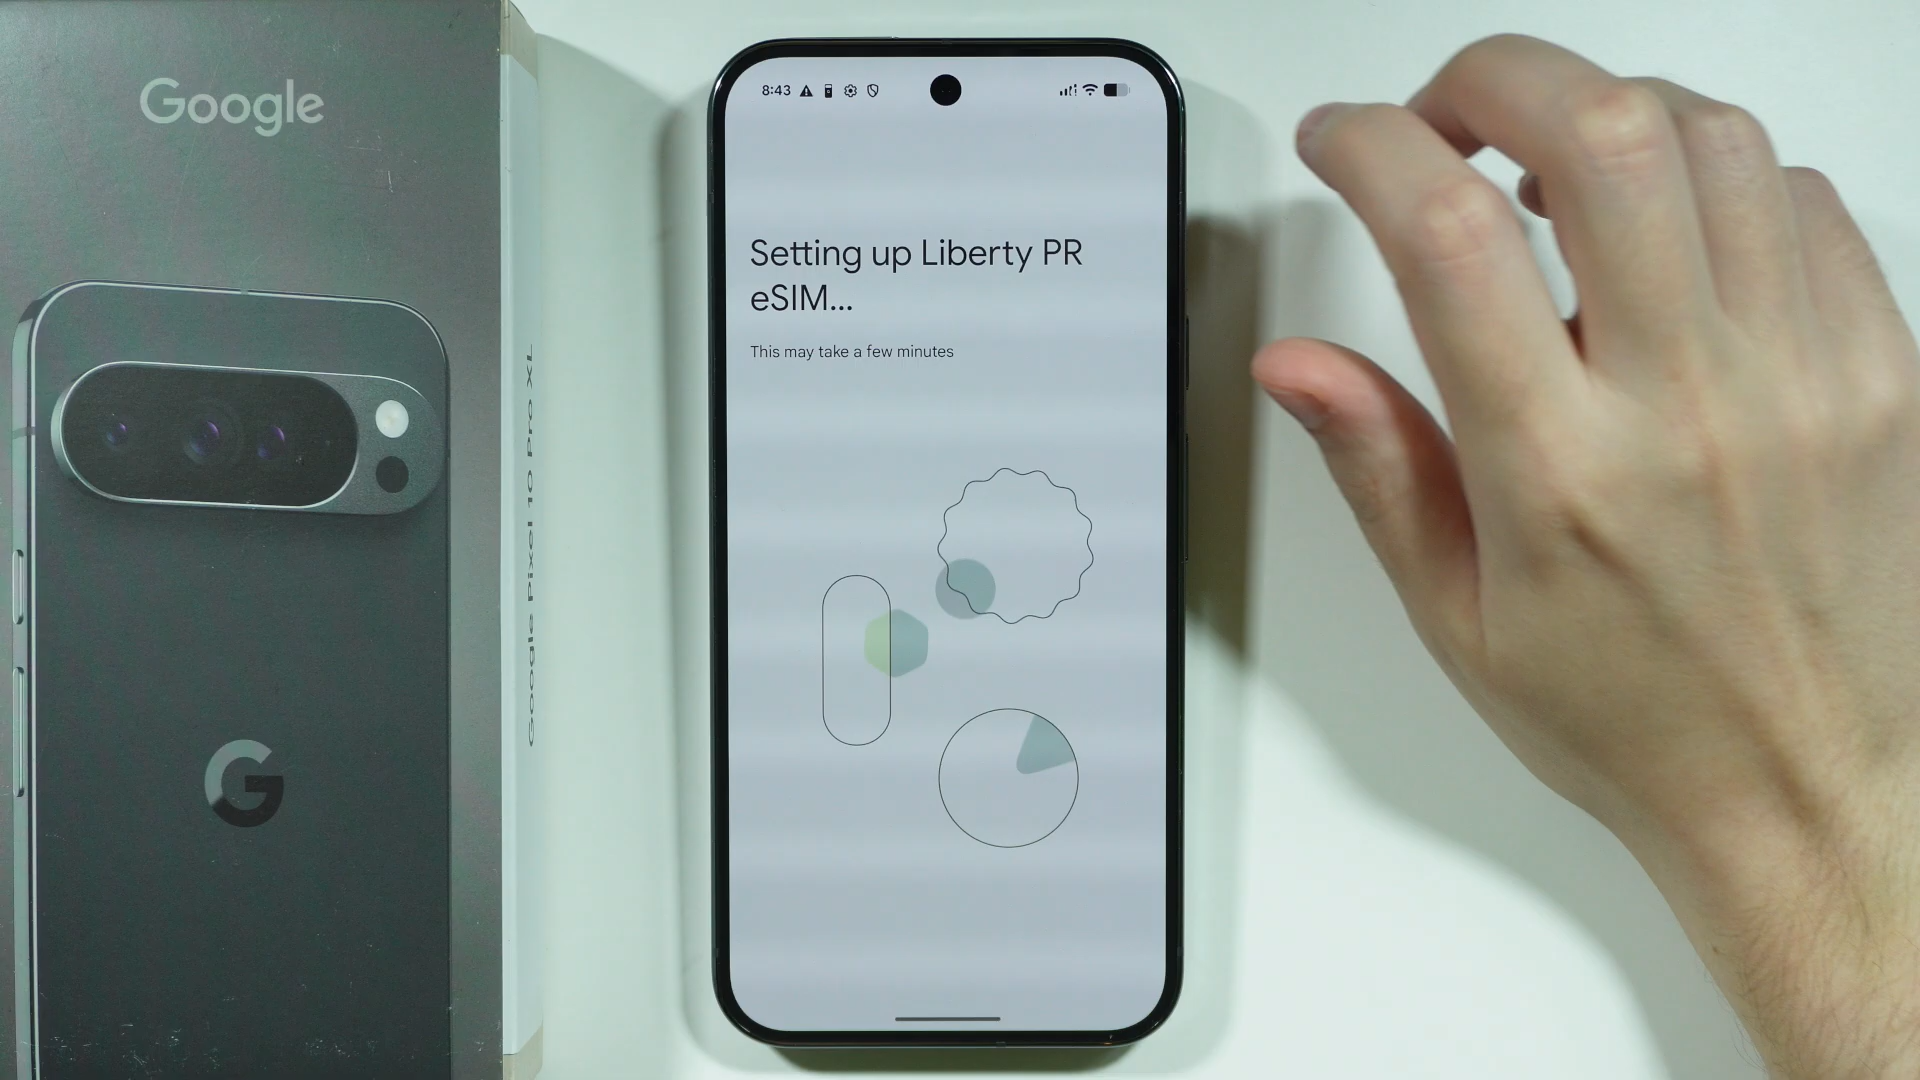 Google
Google Pixel 10 Pro XL
G
8:43
Setting up Liberty PR
eSIM...
This may take a few minutes